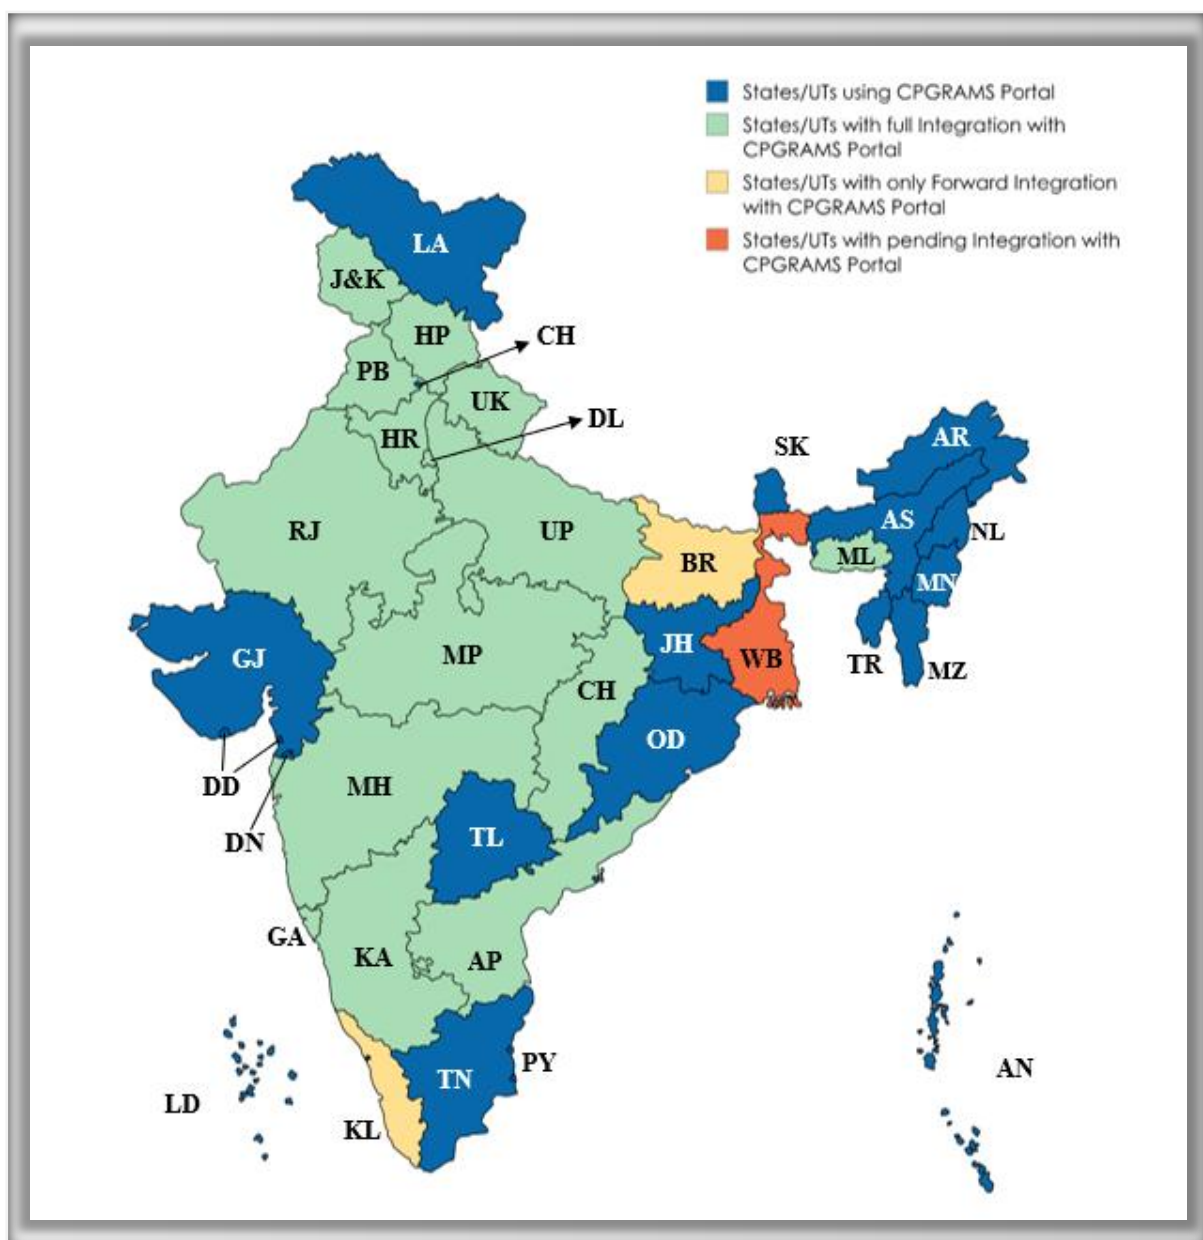 States/UTs using CPGRAMS Portal
States/UTs with full Integration with
CPGRAMS Portal
States/UTs with only Forward Integration
with CPGRAMS Portal
States/UTs with pending Integration with
CPGRAMS Portal
LA
J&K
HP
CH
PB
UK
DL
HR
SK
AR
RJ
UP
AS
NL
BR
ML
MN
GJ
MP
JH
WB
TR
MZ
CH
OD
DD
MH
DN
TL
GA
KA
AP
PY
AN
TN
LD
KL